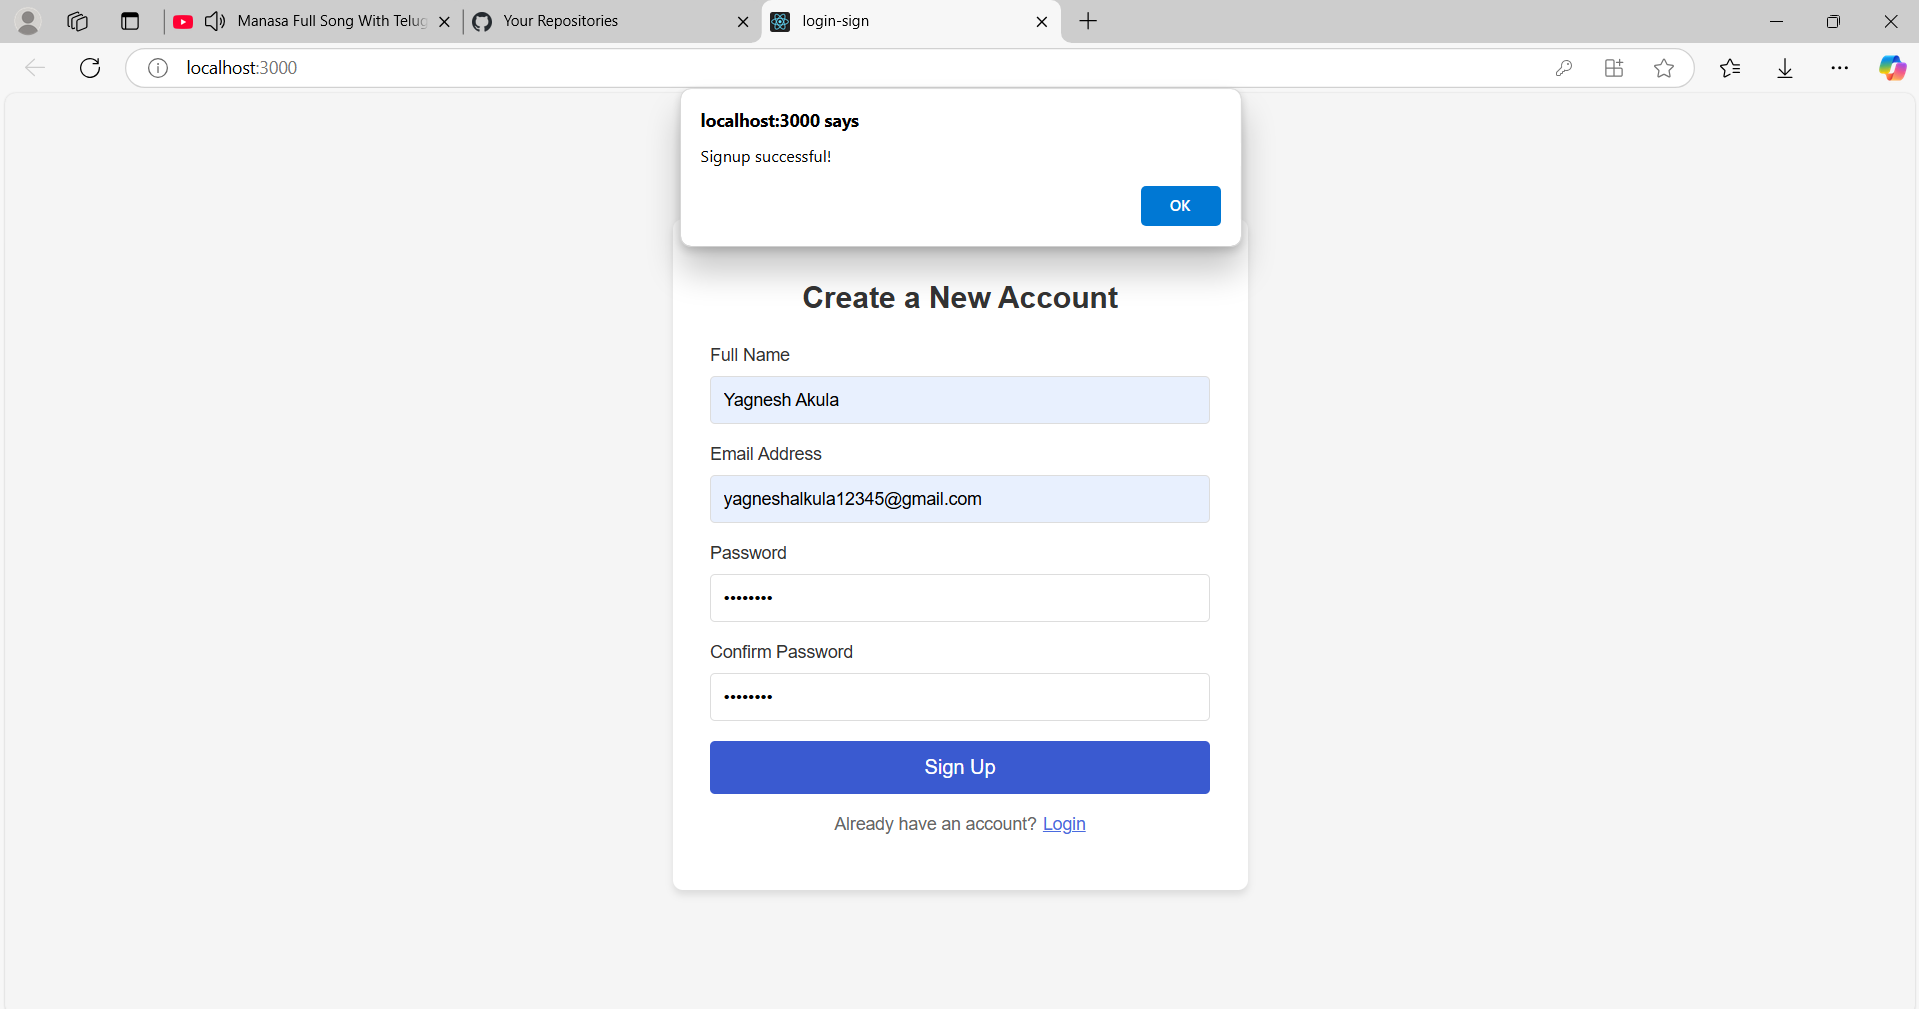 Manasa Full Song With Telug
Your Repositories
login-sign
localhost:3000
localhost:3000 says
Signup successful!
OK
Create a New Account
Full Name
Yagnesh Akula
Email Address
yagneshalkula12345@gmail.com
Password
••••••••
Confirm Password
••••••••
Sign Up
Already have an account? Login